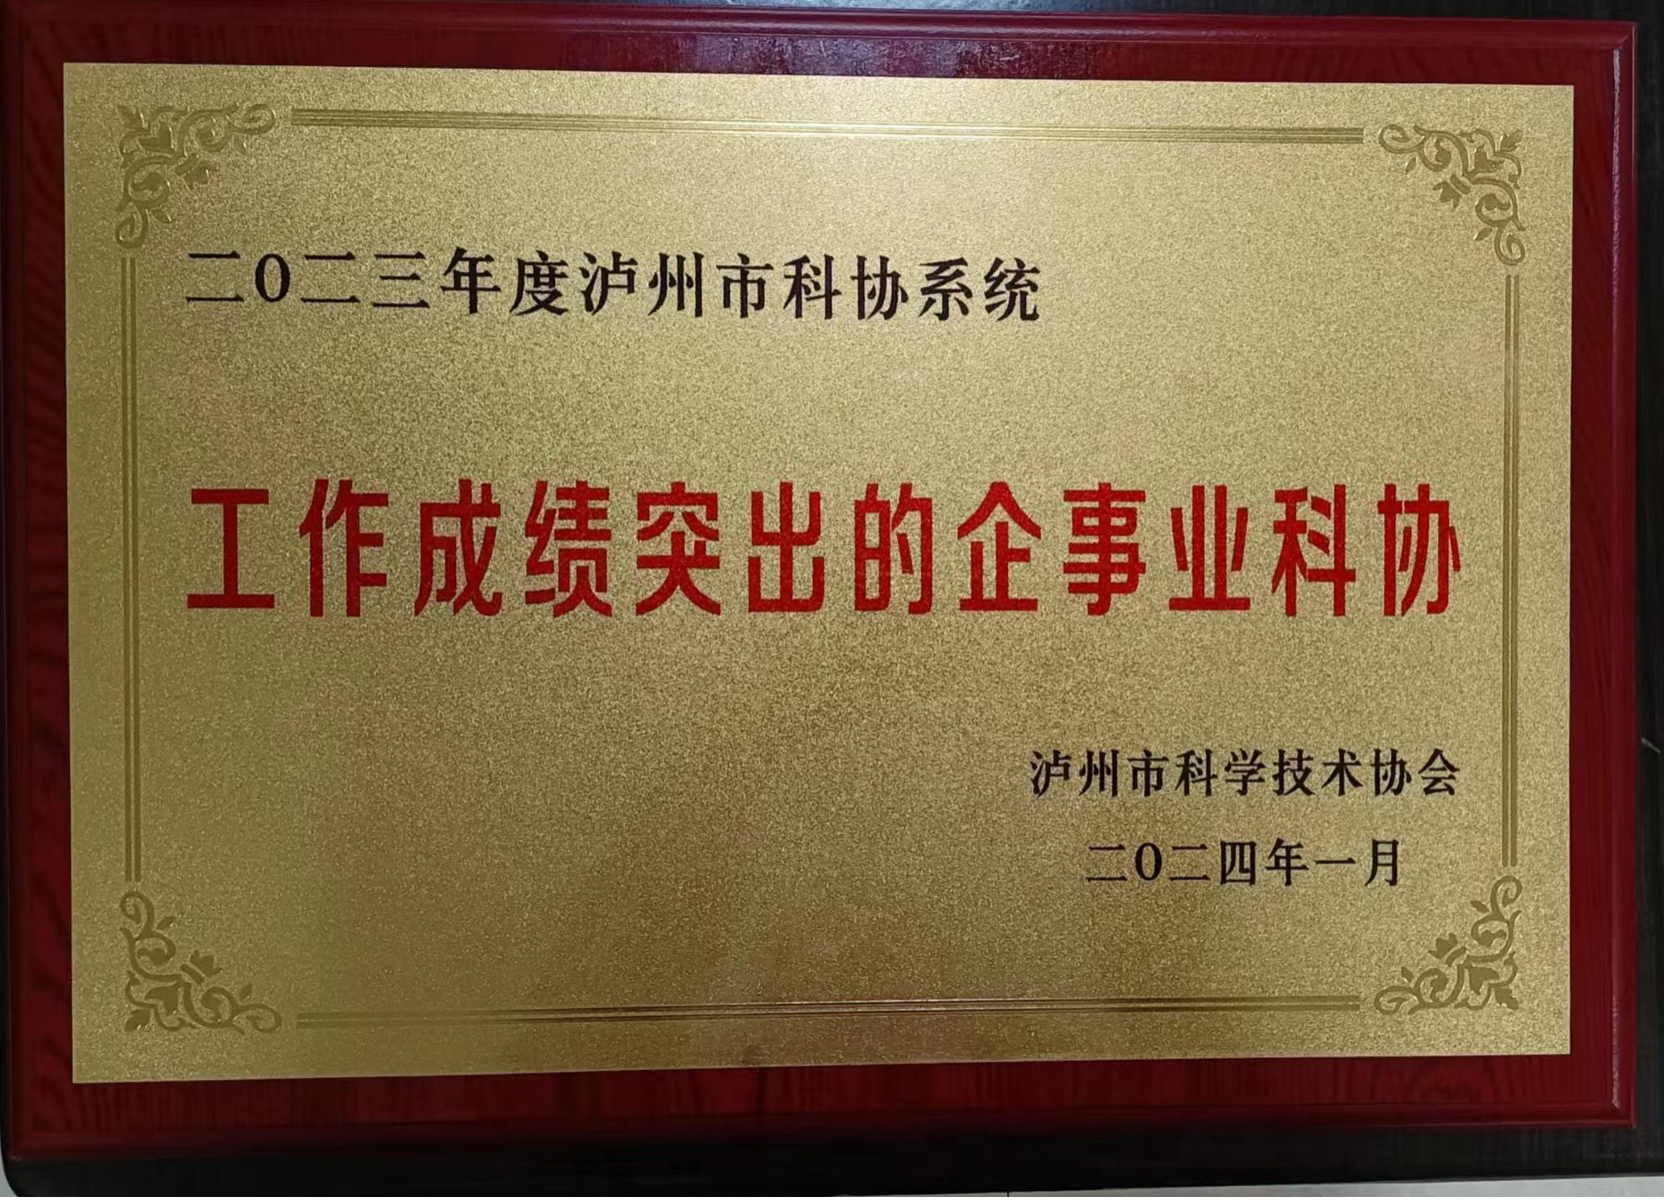 二O二三年度泸州市科协系统
工作成绩突出的企事业科协
泸州市科学技术协会
二O二四年一月